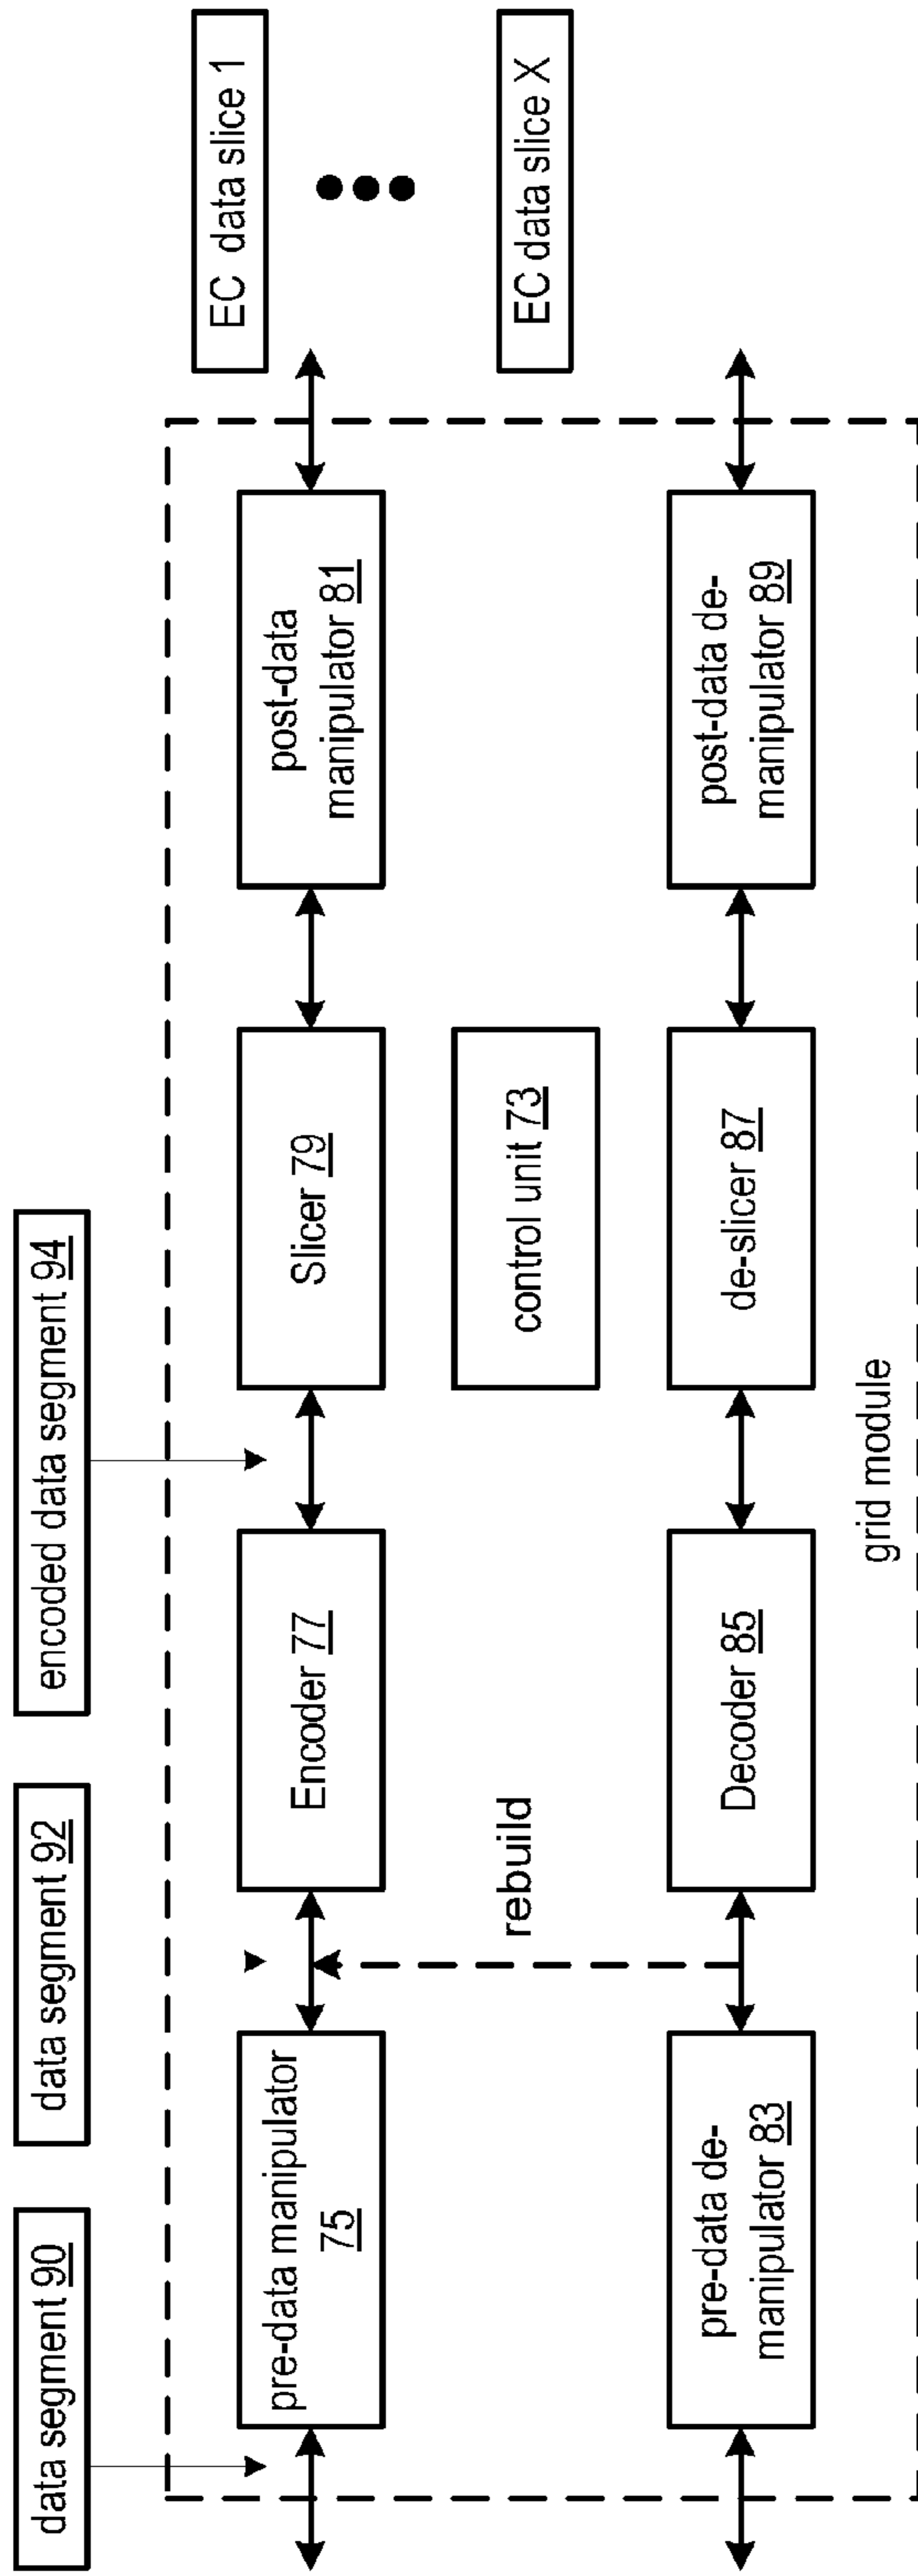 data segment 90
data segment 92
encoded data segment 94
EC  data slice 1
EC data slice X
pre-data manipulator
75
Encoder 77
Slicer 79
post-data
manipulator 81
rebuild
control unit 73
pre-data de-
manipulator 83
Decoder 85
de-slicer 87
post-data de-
manipulator 89
grid module